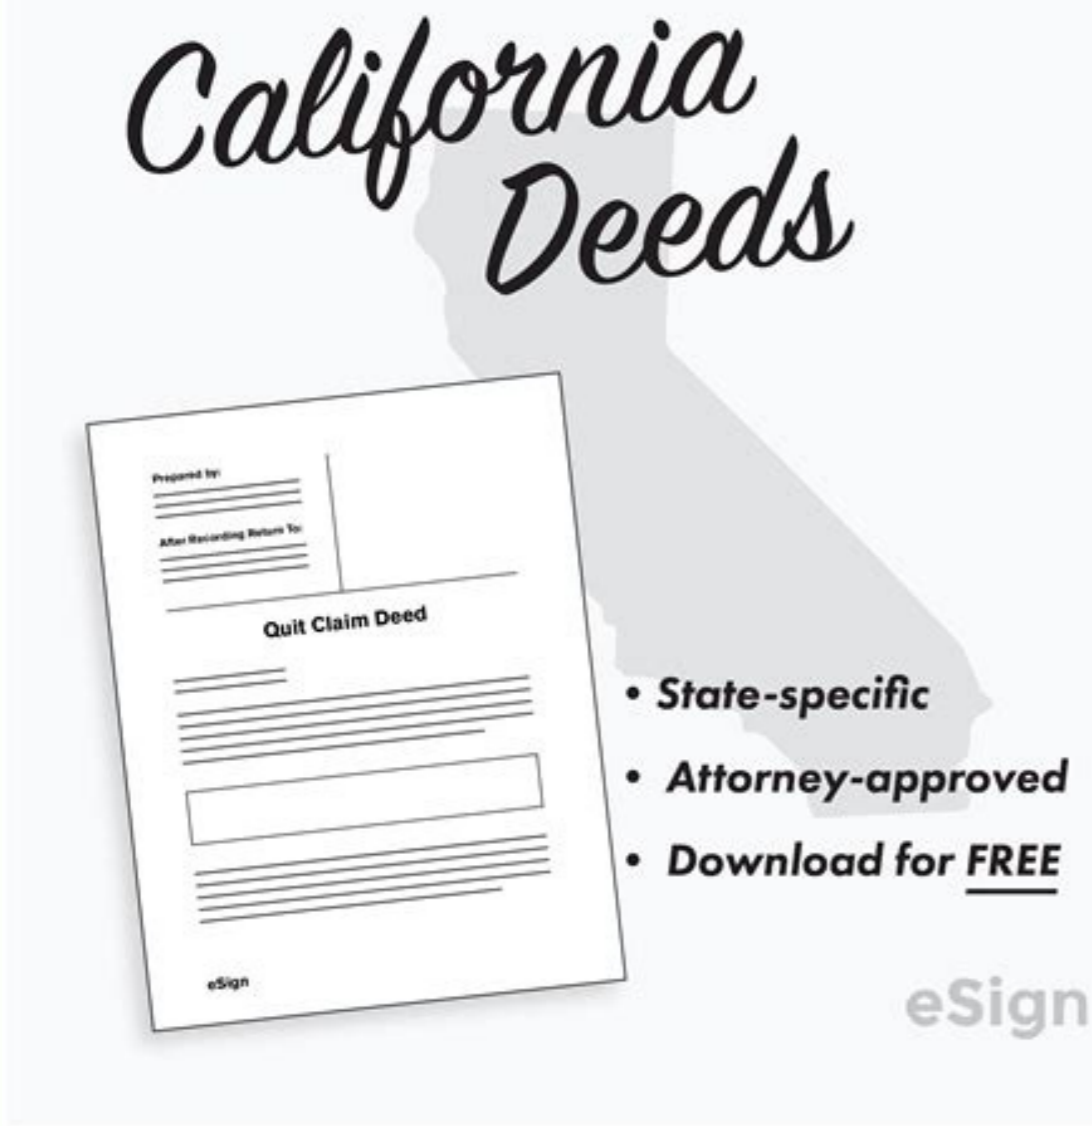 California
Deeds
Prepared by:
After Recording Return To:
Quit Claim Deed
eSign
• State-specific
• Attorney-approved
• Download for FREE
eSign